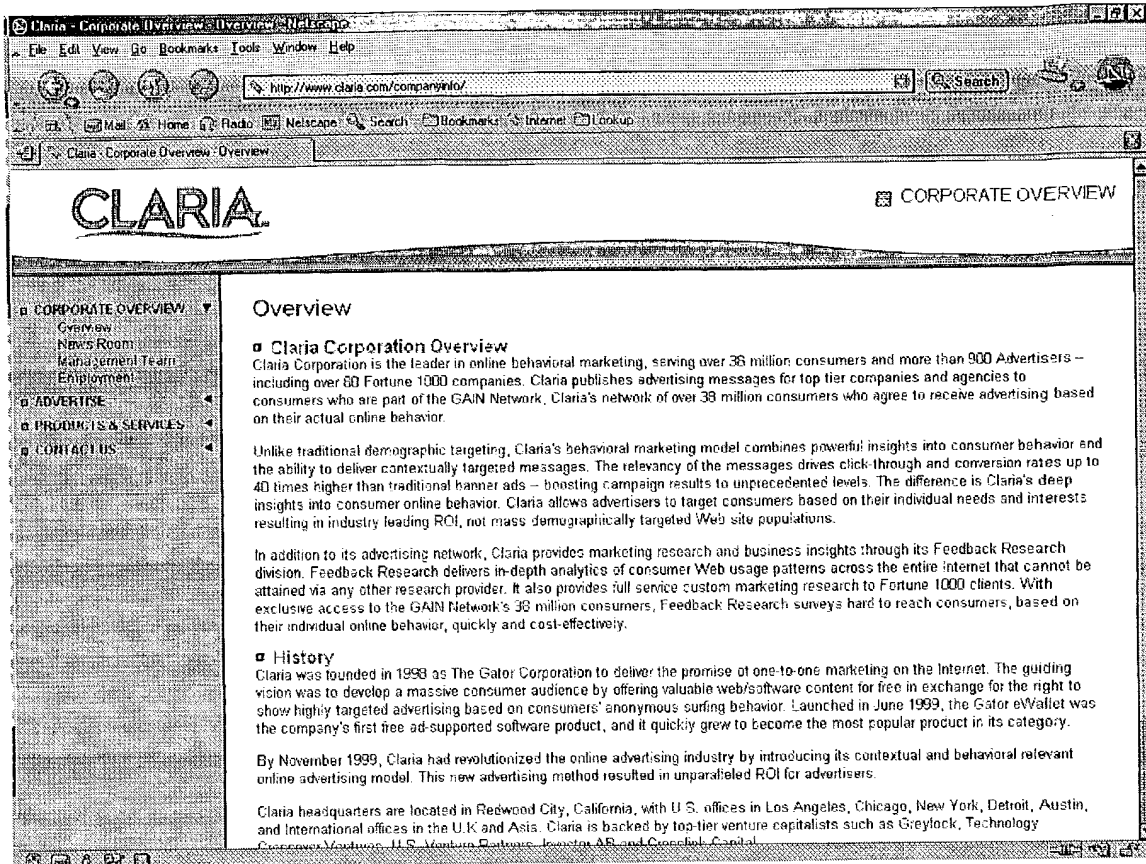 Claria - Corporate Overview - Overview - Netscape
File Edit View Go Bookmarks Tools Window Help
http://www.claria.com/companyinfo/
Search
Mail Home Radio Netscape Search Bookmarks Internet Lookup
Claria - Corporate Overview - Overview
CLARIA
CORPORATE OVERVIEW
CORPORATE OVERVIEW
Overview
News Room
Management Team
Employment
ADVERTISE
PRODUCTS & SERVICES
CONTACT US
Overview
Claria Corporation Overview
Claria Corporation is the leader in online behavioral marketing, serving over 38 million consumers and more than 900 Advertisers –
including over 80 Fortune 1000 companies. Claria publishes advertising messages for top tier companies and agencies to
consumers who are part of the GAIN Network, Claria's network of over 38 million consumers who agree to receive advertising based
on their actual online behavior.
Unlike traditional demographic targeting, Claria's behavioral marketing model combines powerful insights into consumer behavior and
the ability to deliver contextually targeted messages. The relevancy of the messages drives click-through and conversion rates up to
40 times higher than traditional banner ads – boosting campaign results to unprecedented levels. The difference is Claria's deep
insights into consumer online behavior. Claria allows advertisers to target consumers based on their individual needs and interests
resulting in industry leading ROI, not mass demographically targeted Web site populations.
In addition to its advertising network, Claria provides marketing research and business insights through its Feedback Research
division. Feedback Research delivers in-depth analytics of consumer Web usage patterns across the entire Internet that cannot be
attained via any other research provider. It also provides full service custom marketing research to Fortune 1000 clients. With
exclusive access to the GAIN Network's 38 million consumers, Feedback Research surveys hard to reach consumers, based on
their individual online behavior, quickly and cost-effectively.
History
Claria was founded in 1998 as The Gator Corporation to deliver the promise of one-to-one marketing on the Internet. The guiding
vision was to develop a massive consumer audience by offering valuable web/software content for free in exchange for the right to
show highly targeted advertising based on consumers' anonymous surfing behavior. Launched in June 1999, the Gator eWallet was
the company's first free ad-supported software product, and it quickly grew to become the most popular product in its category.
By November 1999, Claria had revolutionized the online advertising industry by introducing its contextual and behavioral relevant
online advertising model. This new advertising method resulted in unparalleled ROI for advertisers.
Claria headquarters are located in Redwood City, California, with U.S. offices in Los Angeles, Chicago, New York, Detroit, Austin,
and International offices in the U.K and Asia. Claria is backed by top-tier venture capitalists such as Greylock, Technology
Crossover Ventures, U.S. Venture Partners, Investor AB and Crosslink Capital.